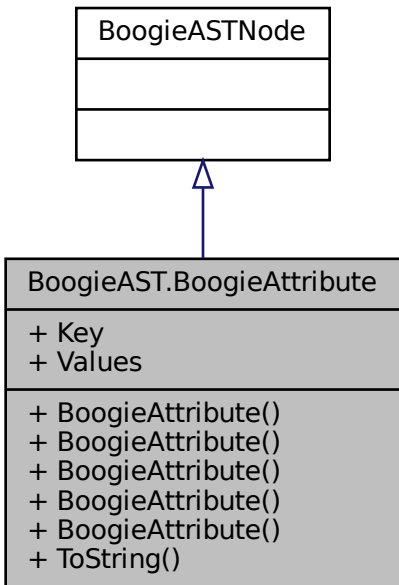 BoogieASTNode
BoogieAST.BoogieAttribute
+ Key
+ Values
+ BoogieAttribute()
+ BoogieAttribute()
+ BoogieAttribute()
+ BoogieAttribute()
+ BoogieAttribute()
+ ToString()